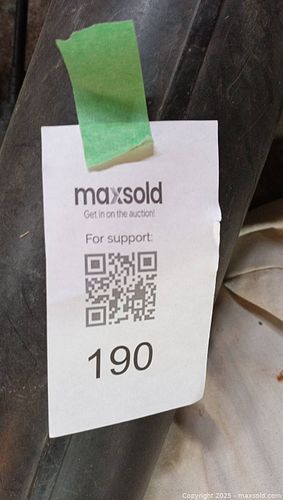 maxsold
Get in on the auction!
For support:
190
Copyright 2025 - maxsold.com